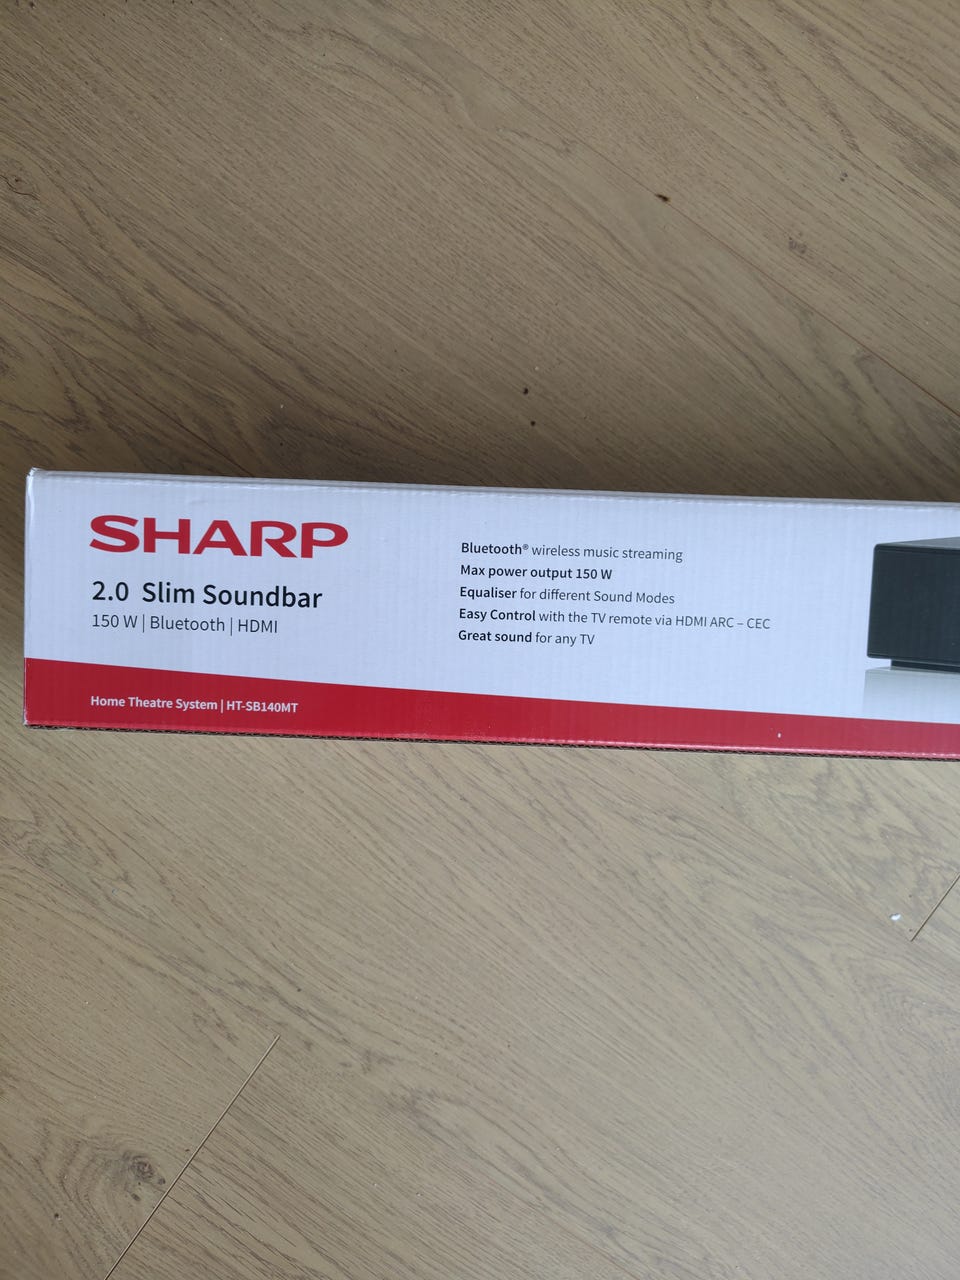 SHARP
2.0 Slim Soundbar
150 W | Bluetooth | HDMI
Bluetooth® wireless music streaming
Max power output 150 W
Equaliser for different Sound Modes
Easy Control with the TV remote via HDMI ARC – CEC
Great sound for any TV
Home Theatre System | HT-SB140MT